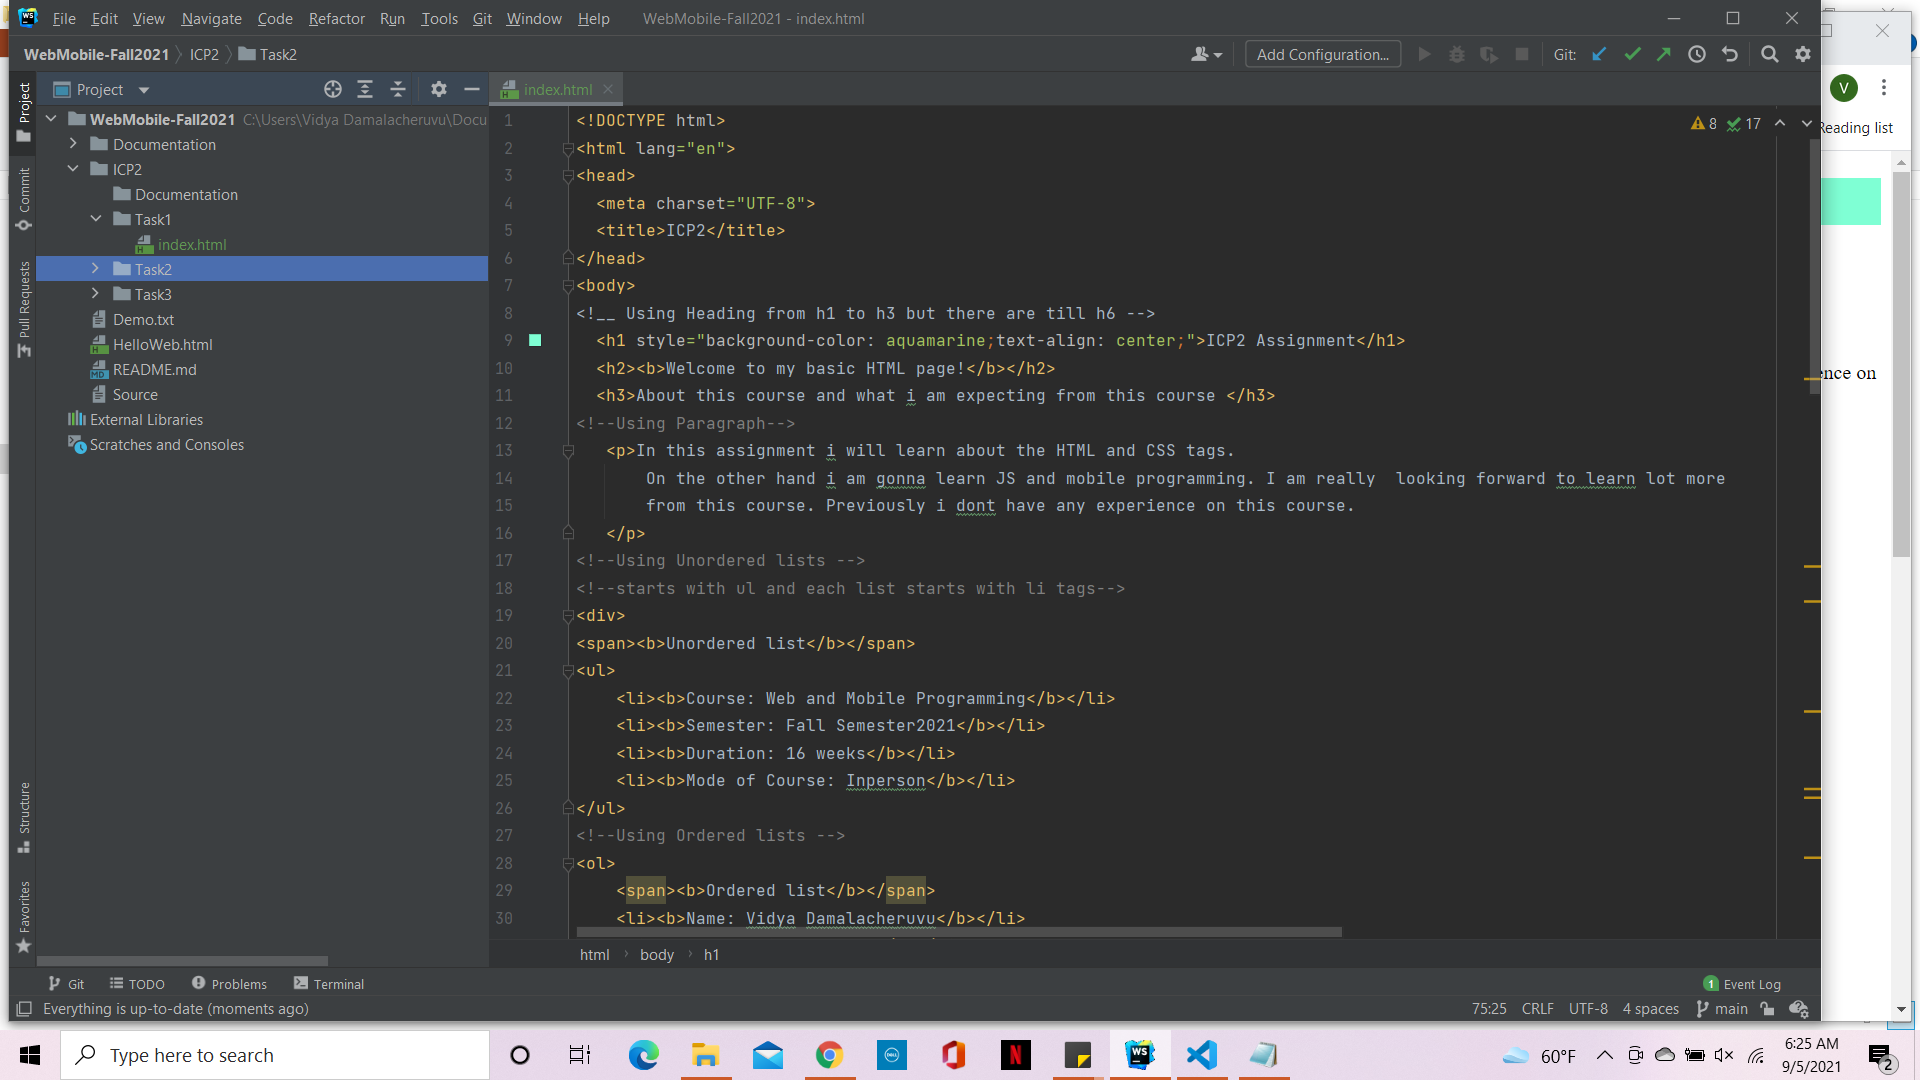 File Edit View Navigate Code Refactor Run Tools Git Window Help WebMobile-Fall2021 - index.html
WebMobile-Fall2021 ICP2 Task2 Add Configuration... Git:
Project index.html
V
Reading list
Project
Commit
Pull Requests
Structure
Favorites
WebMobile-Fall2021 C:\Users\Vidya Damalacheruvu\Docu
Documentation
ICP2
Documentation
Task1
index.html
Task2
Task3
Demo.txt
HelloWeb.html
README.md
Source
External Libraries
Scratches and Consoles
8 17
1 <!DOCTYPE html>
2 <html lang="en">
3 <head>
4 <meta charset="UTF-8">
5 <title>ICP2</title>
6 </head>
7 <body>
8 <!__ Using Heading from h1 to h3 but there are till h6 -->
9 <h1 style="background-color: aquamarine;text-align: center;">ICP2 Assignment</h1>
10 <h2><b>Welcome to my basic HTML page!</b></h2>
11 <h3>About this course and what i am expecting from this course </h3>
12 <!--Using Paragraph-->
13 <p>In this assignment i will learn about the HTML and CSS tags.
14 On the other hand i am gonna learn JS and mobile programming. I am really  looking forward to learn lot more
15 from this course. Previously i dont have any experience on this course.
16 </p>
17 <!--Using Unordered lists -->
18 <!--starts with ul and each list starts with li tags-->
19 <div>
20 <span><b>Unordered list</b></span>
21 <ul>
22 <li><b>Course: Web and Mobile Programming</b></li>
23 <li><b>Semester: Fall Semester2021</b></li>
24 <li><b>Duration: 16 weeks</b></li>
25 <li><b>Mode of Course: Inperson</b></li>
26 </ul>
27 <!--Using Ordered lists -->
28 <ol>
29 <span><b>Ordered list</b></span>
30 <li><b>Name: Vidya Damalacheruvu</b></li>
ence on
html body h1
Git TODO Problems Terminal 1 Event Log
Everything is up-to-date (moments ago) 75:25 CRLF UTF-8 4 spaces main
Type here to search
WS
60°F
6:25 AM
9/5/2021
2